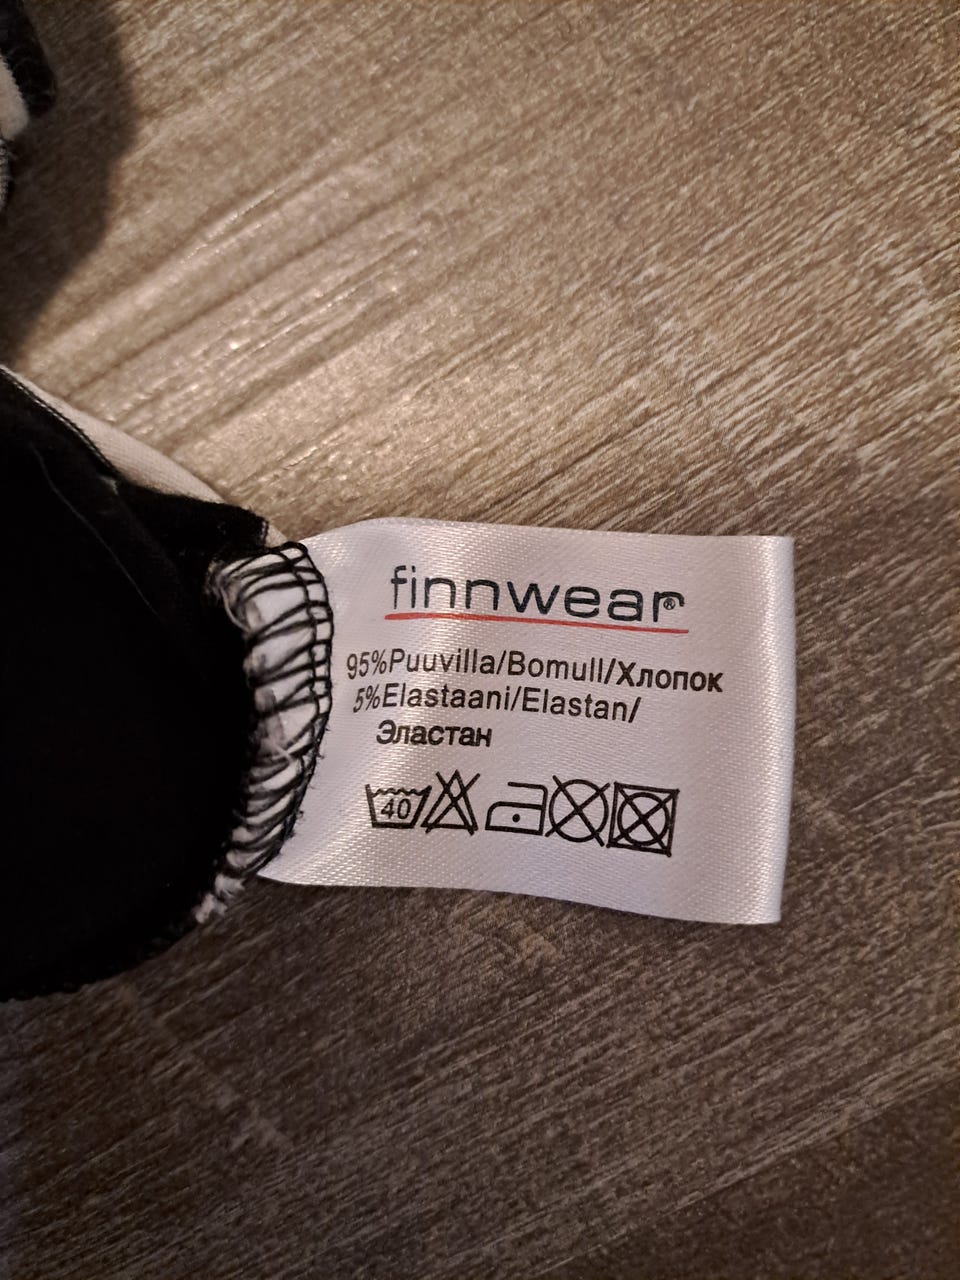 finnwear®
95%Puuvilla/Bomull/Хлопок
5%Elastaani/Elastan/
Эластан
40